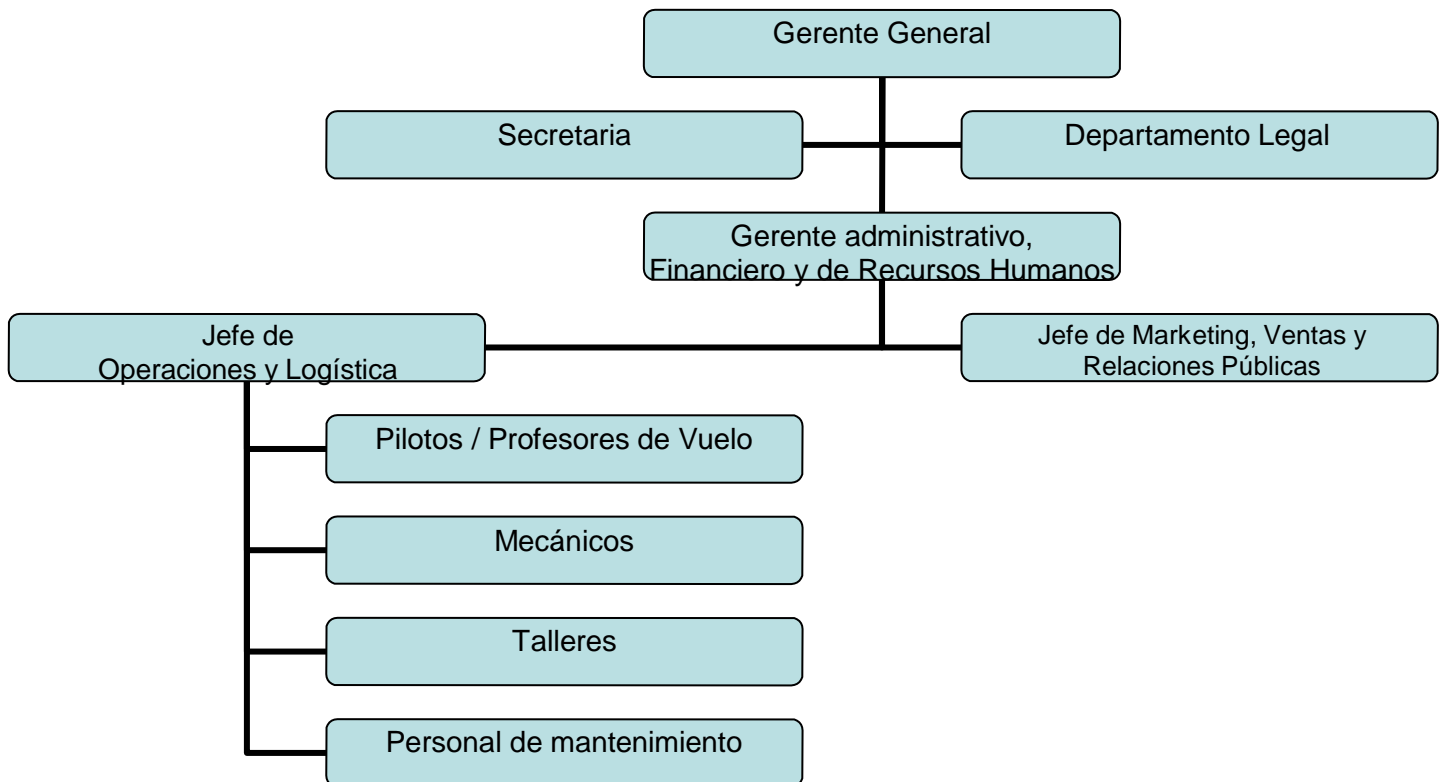 Gerente General
Secretaria
Departamento Legal
Gerente administrativo,
Financiero y de Recursos Humanos
Jefe de
Operaciones y Logística
Jefe de Marketing, Ventas y
Relaciones Públicas
Pilotos / Profesores de Vuelo
Mecánicos
Talleres
Personal de mantenimiento